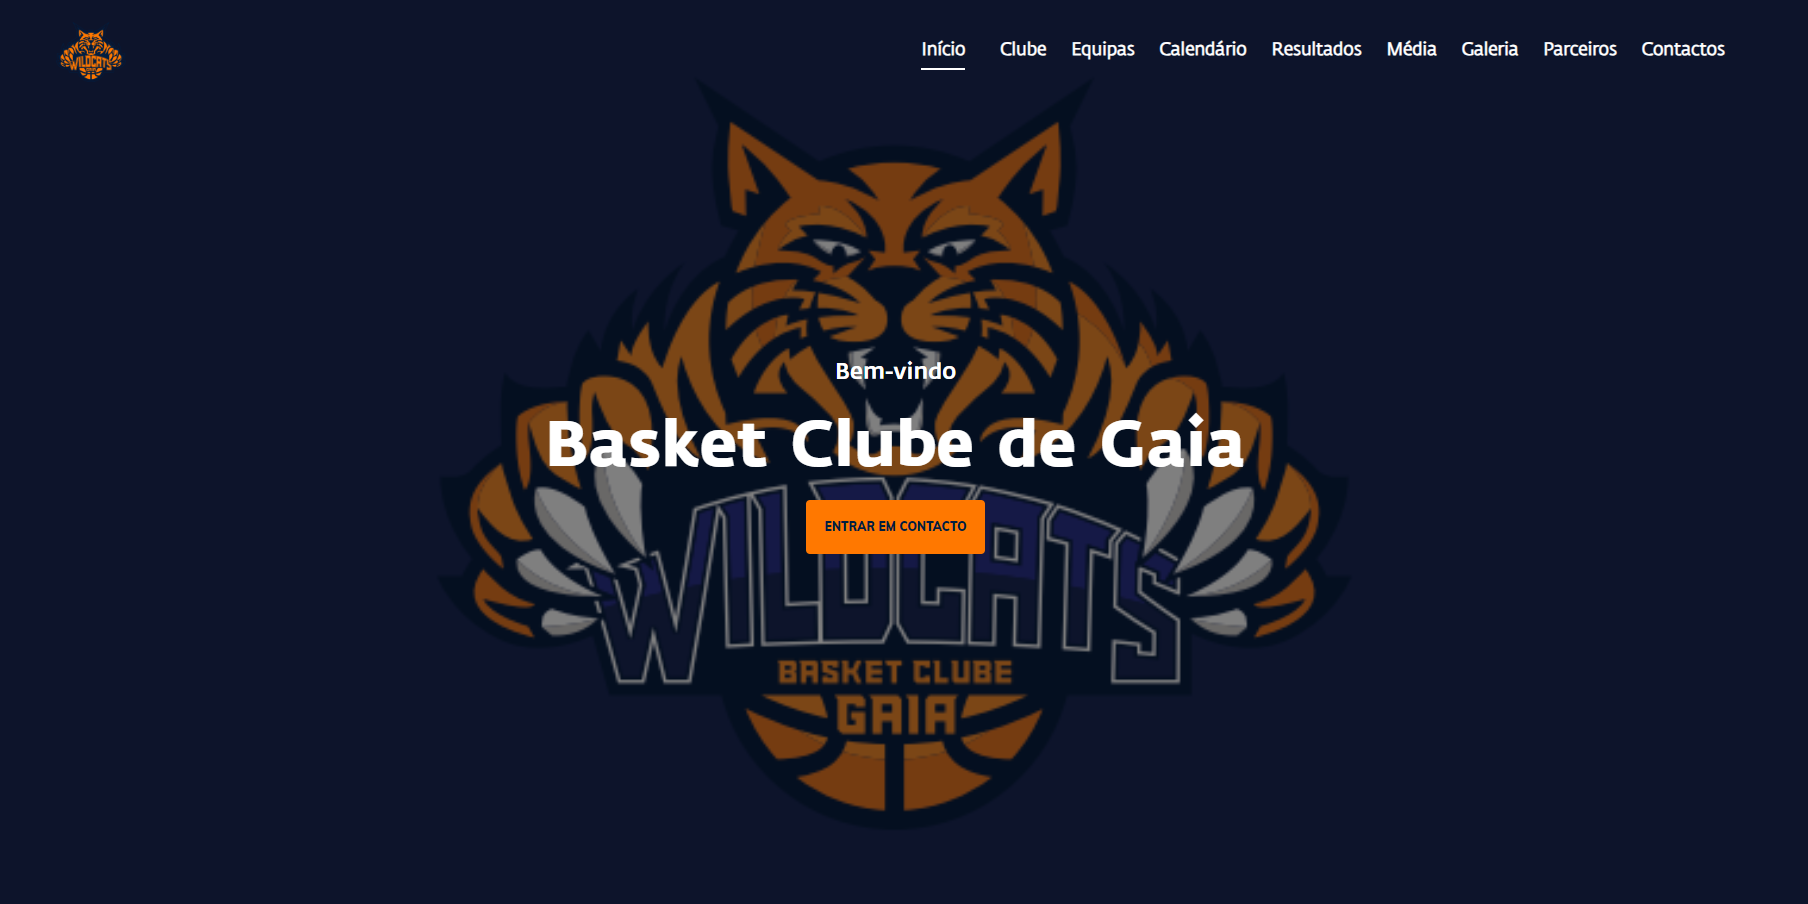 WILDCATS
Início Clube Equipas Calendário Resultados Média Galeria Parceiros Contactos
Bem-vindo
Basket Clube de Gaia
ENTRAR EM CONTACTO
WILDCATS
BASKET CLUBE
GAIA